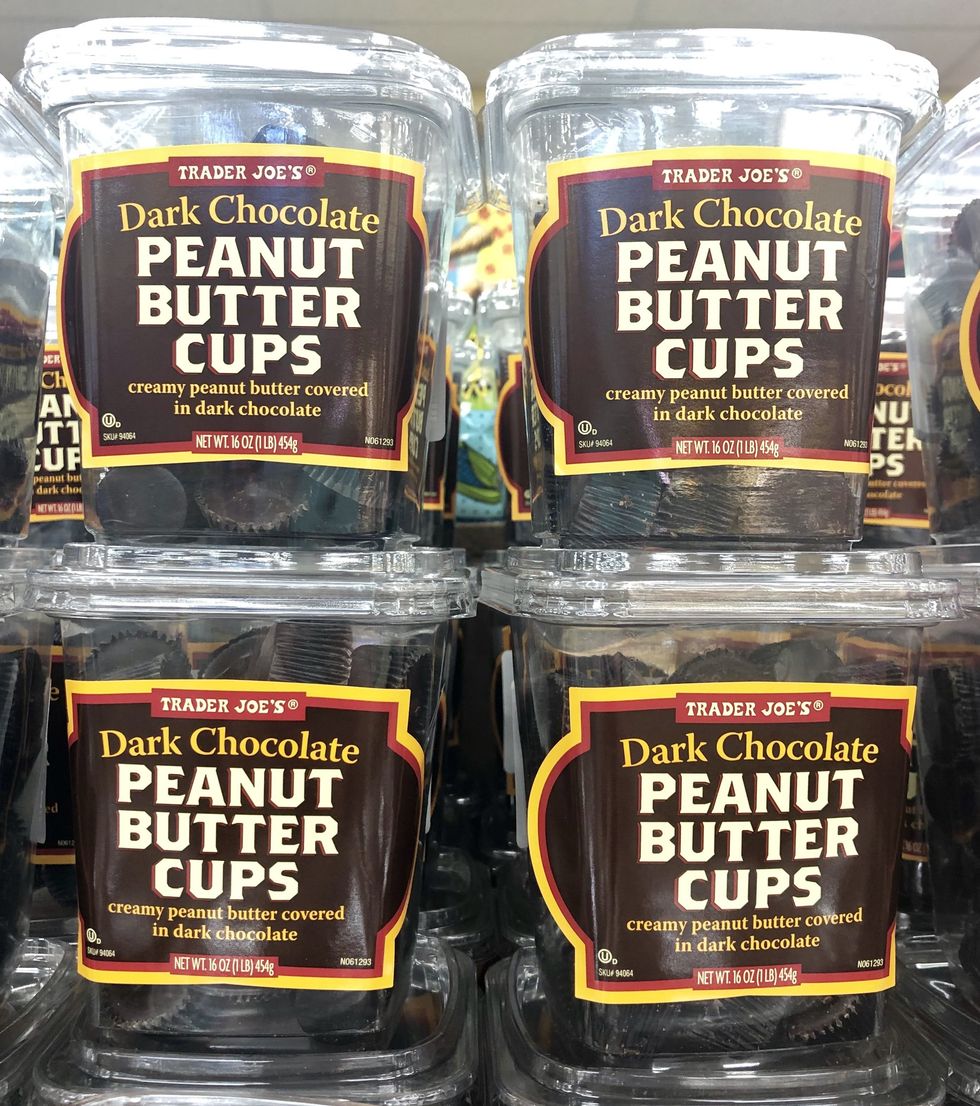 TRADER JOE'S®
Dark Chocolate
PEANUT
BUTTER
CUPS
creamy peanut butter covered
in dark chocolate
U D
SKU# 94064
NET WT. 16 OZ (1 LB) 454g
N061293
TRADER JOE'S®
Dark Chocolate
PEANUT
BUTTER
CUPS
creamy peanut butter covered
in dark chocolate
U D
SKU# 94064
NET WT. 16 OZ (1 LB) 454g
N061293
TRADER JOE'S®
Dark Chocolate
PEANUT
BUTTER
CUPS
creamy peanut butter covered
in dark chocolate
U D
SKU# 94064
NET WT. 16 OZ (1 LB) 454g
N061293
TRADER JOE'S®
Dark Chocolate
PEANUT
BUTTER
CUPS
creamy peanut butter covered
in dark chocolate
U D
SKU# 94064
NET WT. 16 OZ (1 LB) 454g
N061293